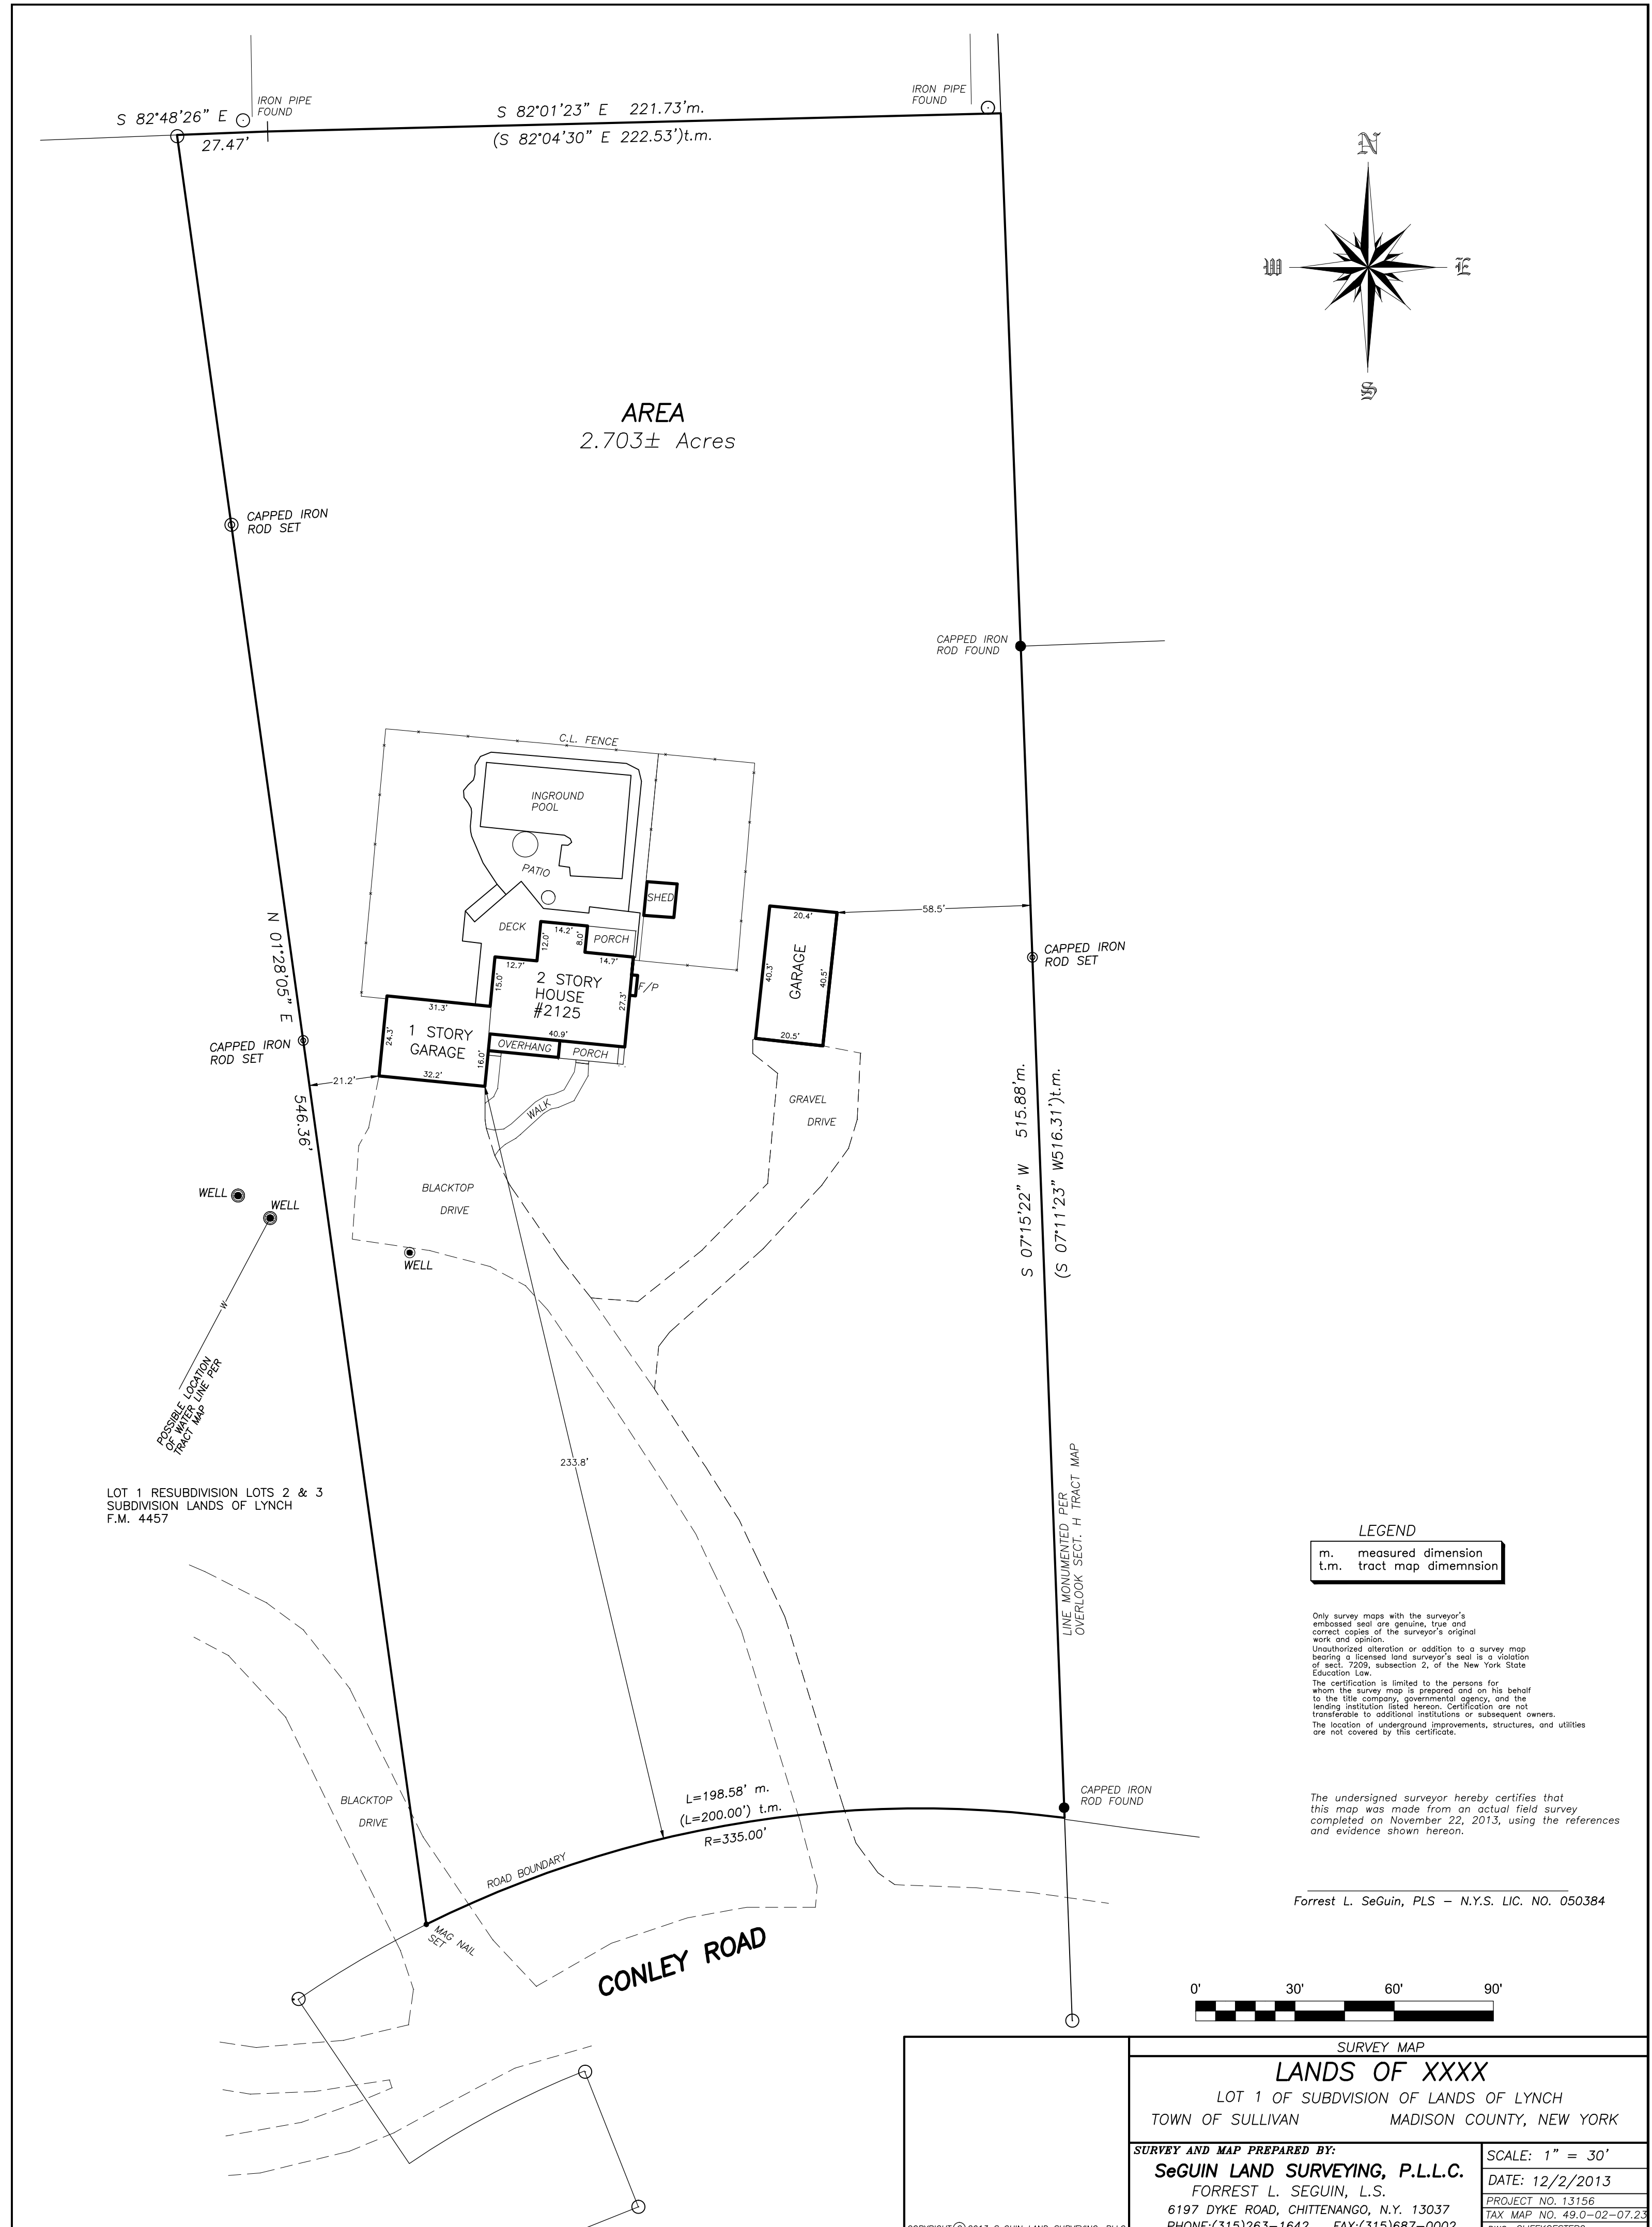 IRON PIPE
FOUND
S 82°48'26" E
27.47'
S 82°01'23" E 221.73'm.
(S 82°04'30" E 222.53')t.m.
IRON PIPE
FOUND
N
W
E
S
AREA
2.703± Acres
CAPPED IRON
ROD SET
CAPPED IRON
ROD FOUND
C.L. FENCE
INGROUND
POOL
PATIO
SHED
DECK
14.2'
12.0'
8.0'
PORCH
12.7'
14.7'
15.0'
2 STORY
HOUSE
#2125
F/P
27.3'
40.9'
31.3'
24.3'
1 STORY
GARAGE
16.0'
32.2'
OVERHANG
PORCH
20.4'
40.3'
GARAGE
40.5'
20.5'
58.5'
CAPPED IRON
ROD SET
N 01°28'05" E
546.36'
CAPPED IRON
ROD SET
21.2'
WALK
GRAVEL
DRIVE
S 07°15'22" W 515.88'm.
(S 07°11'23" W516.31')t.m.
BLACKTOP
DRIVE
WELL
WELL
WELL
W
POSSIBLE LOCATION
OF WATER LINE PER
TRACT MAP
233.8'
LOT 1 RESUBDIVISION LOTS 2 & 3
SUBDIVISION LANDS OF LYNCH
F.M. 4457
LINE MONUMENTED PER
OVERLOOK SECT. H TRACT MAP
LEGEND
m. measured dimension
t.m. tract map dimemnsion
Only survey maps with the surveyor's
embossed seal are genuine, true and
correct copies of the surveyor's original
work and opinion.
Unauthorized alteration or addition to a survey map
bearing a licensed land surveyor's seal is a violation
of sect. 7209, subsection 2, of the New York State
Education Law.
The certification is limited to the persons for
whom the survey map is prepared and on his behalf
to the title company, governmental agency, and the
lending institution listed hereon. Certification are not
transferable to additional institutions or subsequent owners.
The location of underground improvements, structures, and utilities
are not covered by this certificate.
BLACKTOP
DRIVE
L=198.58' m.
(L=200.00') t.m.
R=335.00'
ROAD BOUNDARY
CAPPED IRON
ROD FOUND
The undersigned surveyor hereby certifies that
this map was made from an actual field survey
completed on November 22, 2013, using the references
and evidence shown hereon.
Forrest L. SeGuin, PLS – N.Y.S. LIC. NO. 050384
MAG NAIL
SET
CONLEY ROAD
0' 30' 60' 90'
SURVEY MAP
LANDS OF XXXX
LOT 1 OF SUBDVISION OF LANDS OF LYNCH
TOWN OF SULLIVAN MADISON COUNTY, NEW YORK
SURVEY AND MAP PREPARED BY:
SeGUIN LAND SURVEYING, P.L.L.C.
FORREST L. SEGUIN, L.S.
6197 DYKE ROAD, CHITTENANGO, N.Y. 13037
PHONE:(315)263–1642 FAX:(315)687–0002
SCALE: 1" = 30'
DATE: 12/2/2013
PROJECT NO. 13156
TAX MAP NO. 49.0–02–07.23